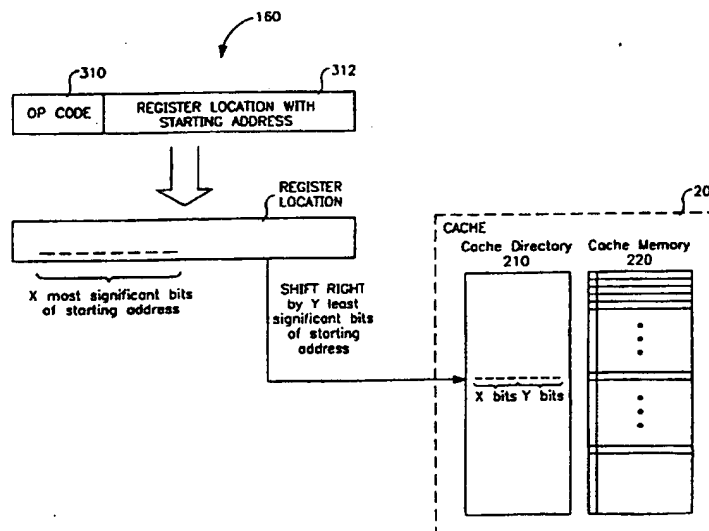 160
310
312
OP CODE
REGISTER LOCATION WITH
STARTING ADDRESS
REGISTER
LOCATION
X most significant bits
of starting address
SHIFT RIGHT
by Y least
significant bits
of starting
address
CACHE
Cache Directory
210
Cache Memory
220
X bits Y bits